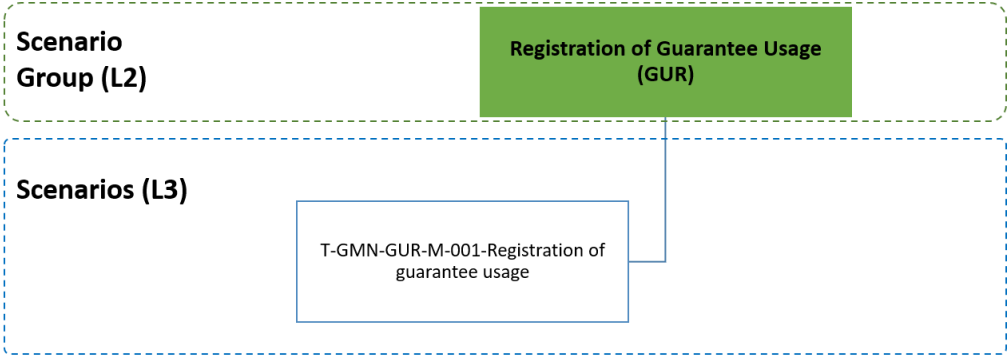 Scenario
Group (L2)
Registration of Guarantee Usage
(GUR)
Scenarios (L3)
T-GMN-GUR-M-001-Registration of
guarantee usage